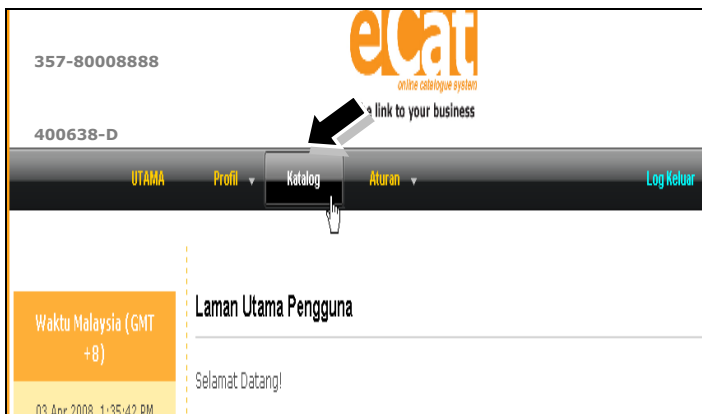 357-80008888
eCat
online catalogue system
link to your business
400638-D
UTAMA Profil Katalog Aturan Log Keluar
Laman Utama Pengguna
Waktu Malaysia (GMT
+8)
Selamat Datang!
03 Apr 2008 1:35:42 PM